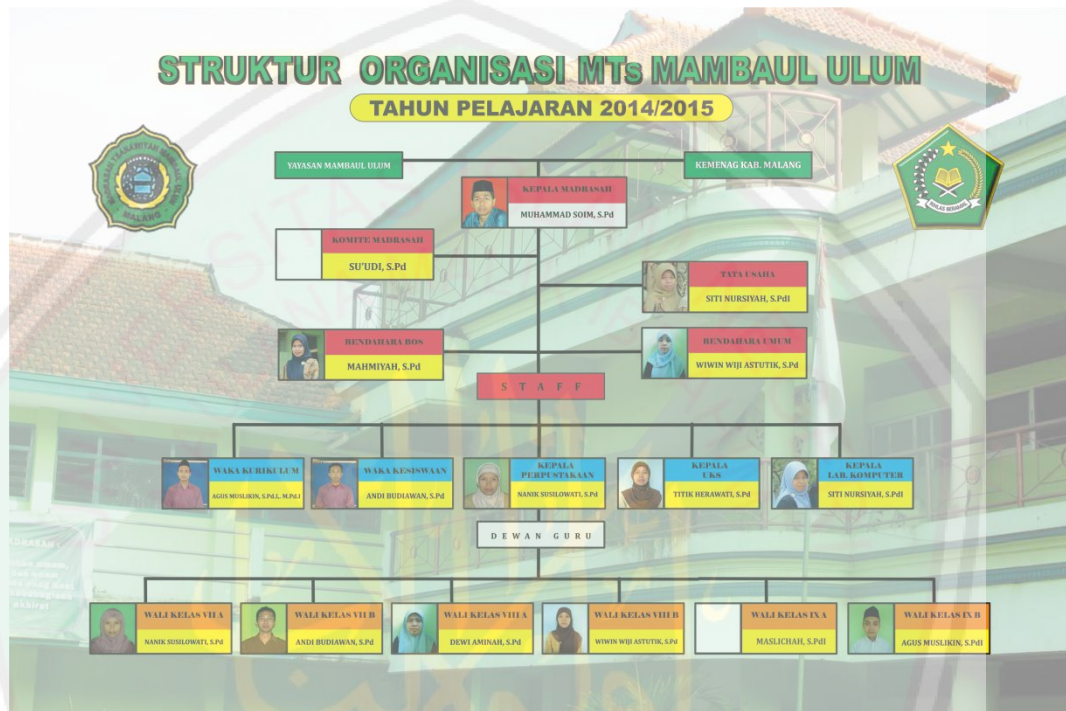 STRUKTUR ORGANISASI MTs MAMBAUL ULUM
TAHUN PELAJARAN 2014/2015
YAYASAN MAMBAUL ULUM
KEMENAG KAB. MALANG
KEPALA MADRASAH
MUHAMMAD SOIM, S.Pd
KOMITE MADRASAH
SU'UDI, S.Pd
TATA USAHA
SITI NURSIYAH, S.PdI
BENDAHARA BOS
MAHMIYAH, S.Pd
BENDAHARA UMUM
WIWIN WIJI ASTUTIK, S.Pd
STAFF
WAKA KURIKULUM
AGUS MUSLIKIN, S.Pd.I., M.Pd.I
WAKA KESISWAAN
ANDI BUDIAWAN, S.Pd
KEPALA
PERPUSTAKAAN
NANIK SUSILOWATI, S.Pd
KEPALA
UKS
TITIK HERAWATI, S.Pd
KEPALA
LAB. KOMPUTER
SITI NURSIYAH, S.PdI
DEWAN GURU
WALI KELAS VII A
NANIK SUSILOWATI, S.Pd
WALI KELAS VII B
ANDI BUDIAWAN, S.Pd
WALI KELAS VIII A
DEWI AMINAH, S.Pd
WALI KELAS VIII B
WIWIN WIJI ASTUTIK, S.Pd
WALI KELAS IX A
MASLICHAH, S.PdI
WALI KELAS IX B
AGUS MUSLIKIN, S.PdI
MALANG
IKHLAS BERAMAL